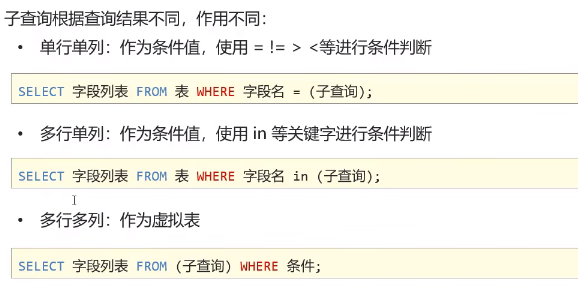 子查询根据查询结果不同，作用不同：
• 单行单列：作为条件值，使用 = != > <等进行条件判断
SELECT 字段列表 FROM 表 WHERE 字段名 = (子查询);
• 多行单列：作为条件值，使用 in 等关键字进行条件判断
SELECT 字段列表 FROM 表 WHERE 字段名 in (子查询);
• 多行多列：作为虚拟表
SELECT 字段列表 FROM (子查询) WHERE 条件;